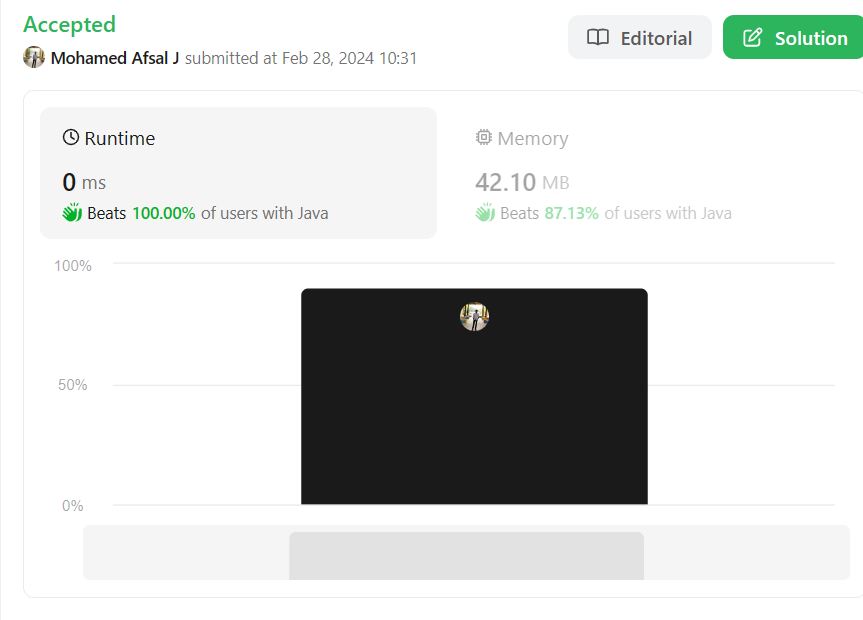 Accepted
Editorial
Solution
Mohamed Afsal J submitted at Feb 28, 2024 10:31
Runtime
0 ms
Beats 100.00% of users with Java
Memory
42.10 MB
Beats 87.13% of users with Java
100%
50%
0%